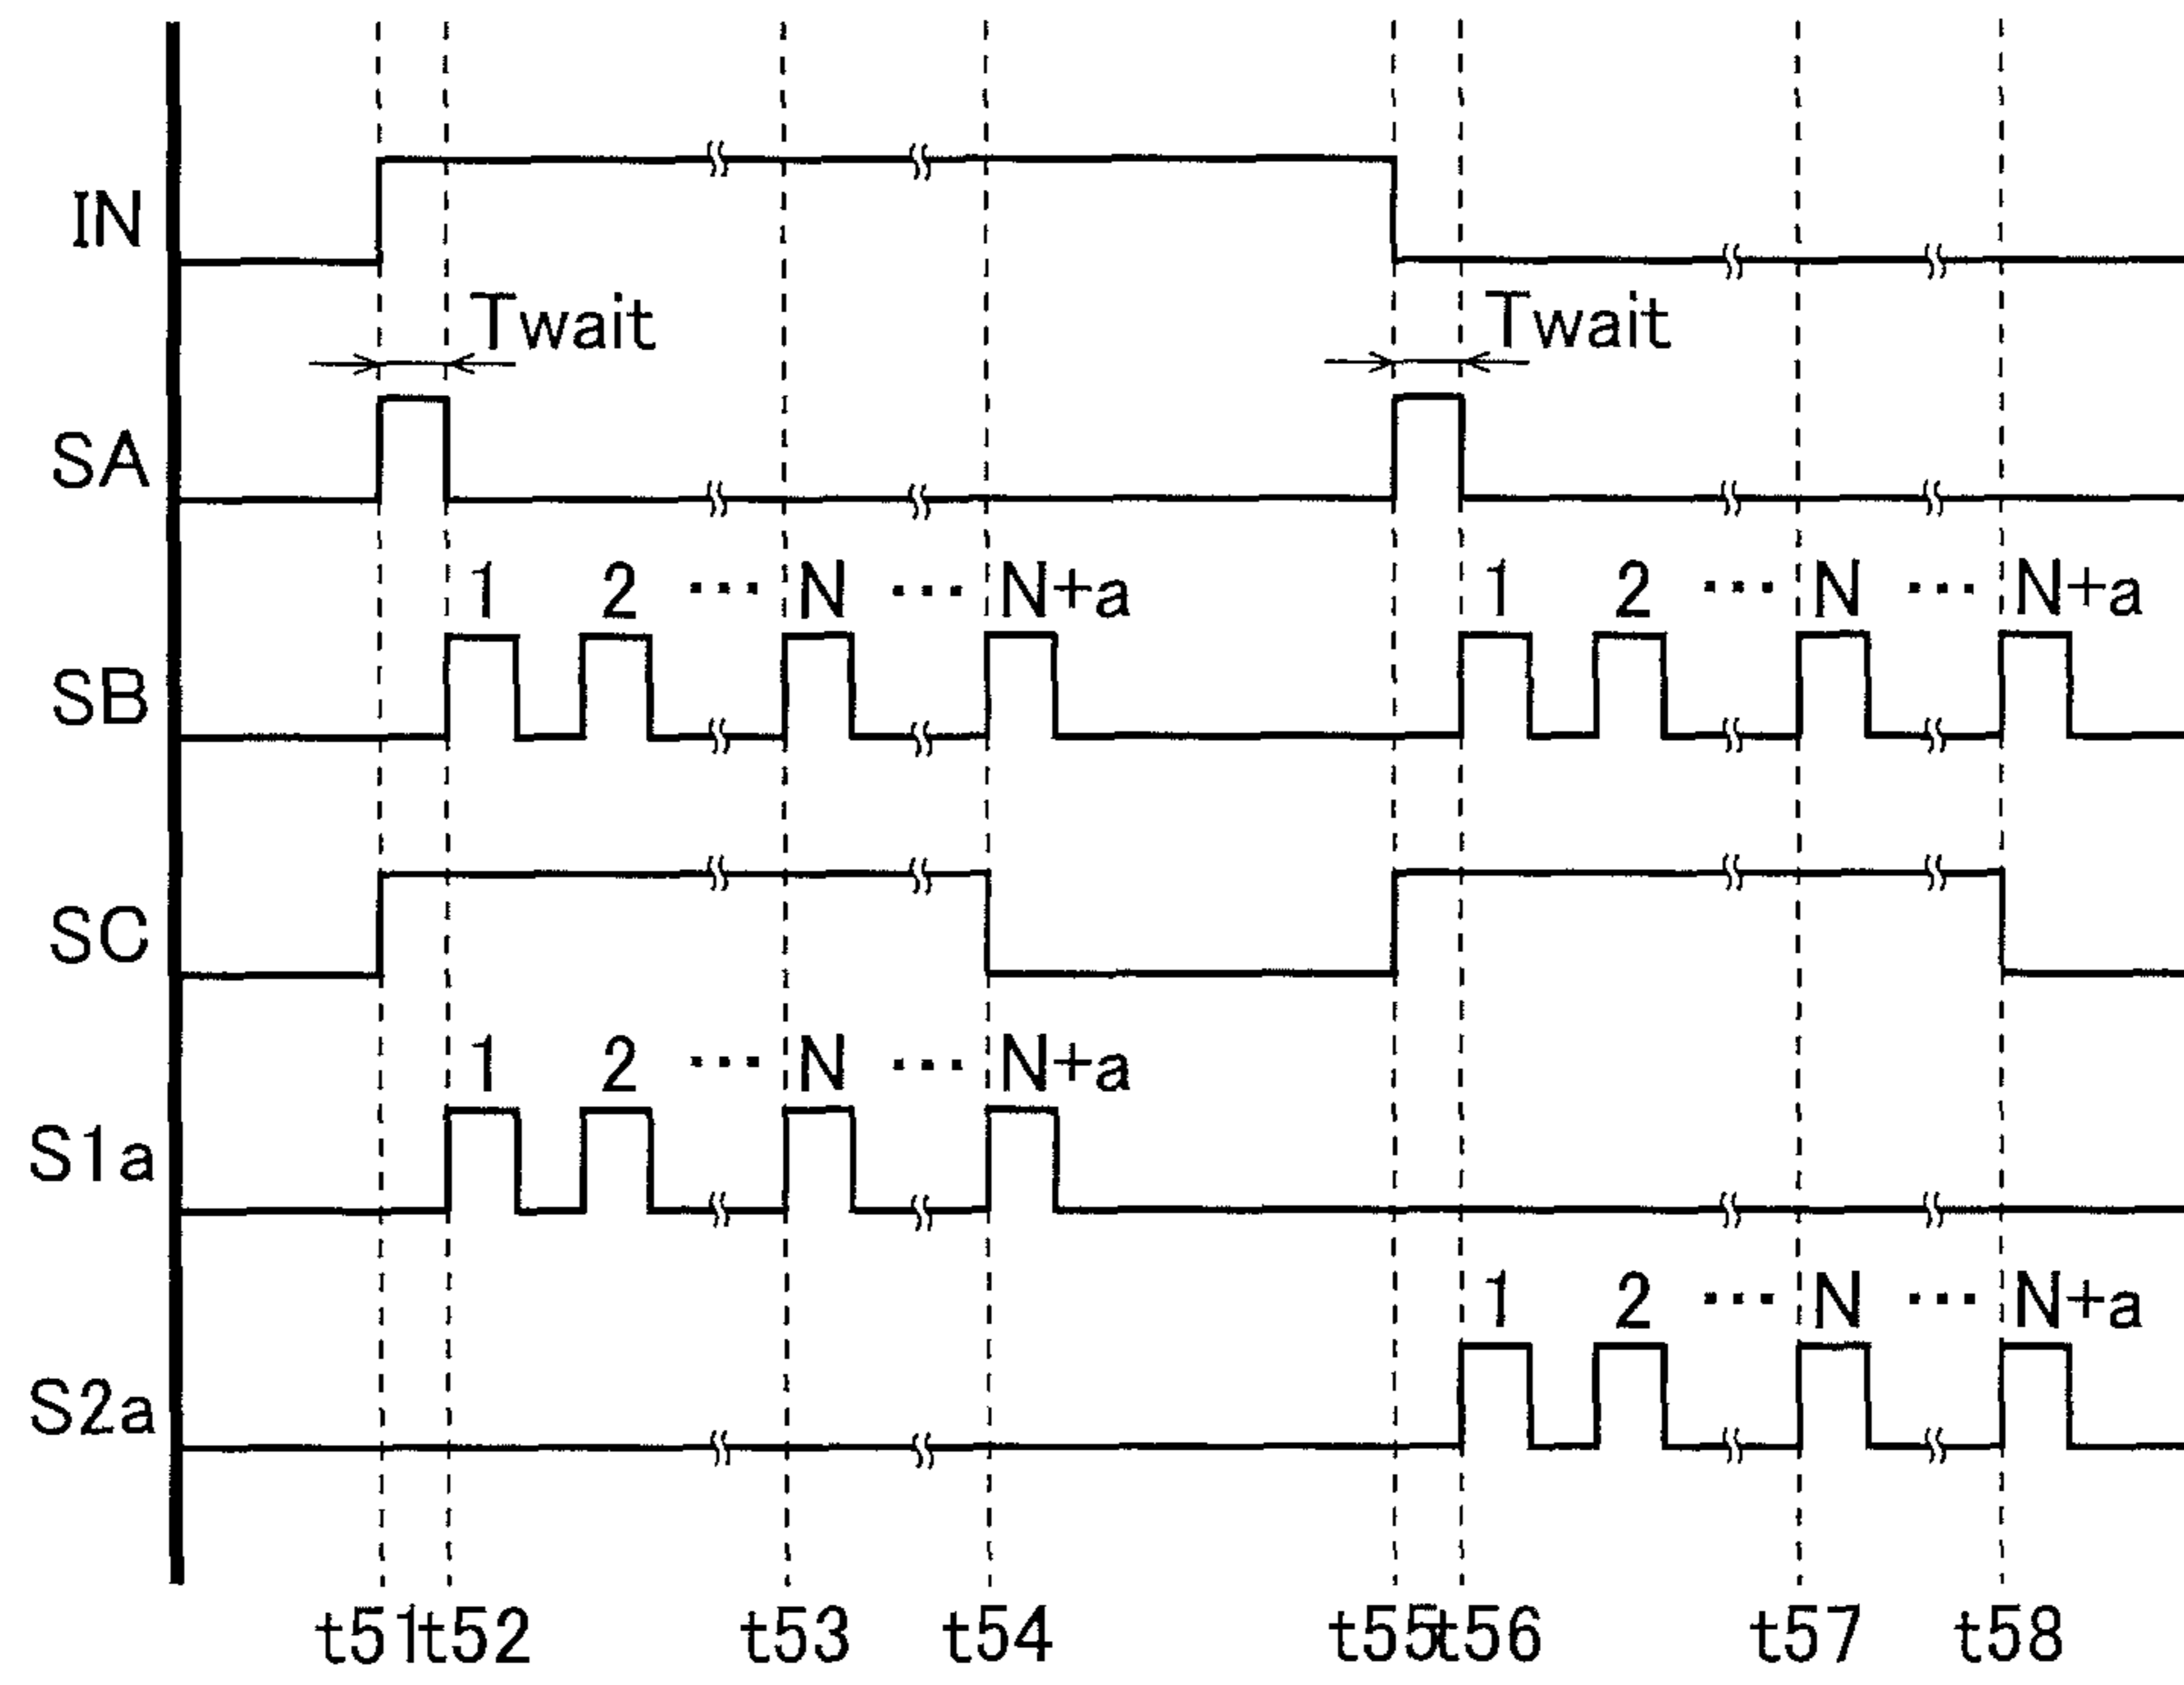 IN
Twait Twait
SA
1 2 … N … N+a 1 2 … N … N+a
SB
SC
1 2 … N … N+a
S1a
1 2 … N … N+a
S2a
t51 t52 t53 t54 t55 t56 t57 t58